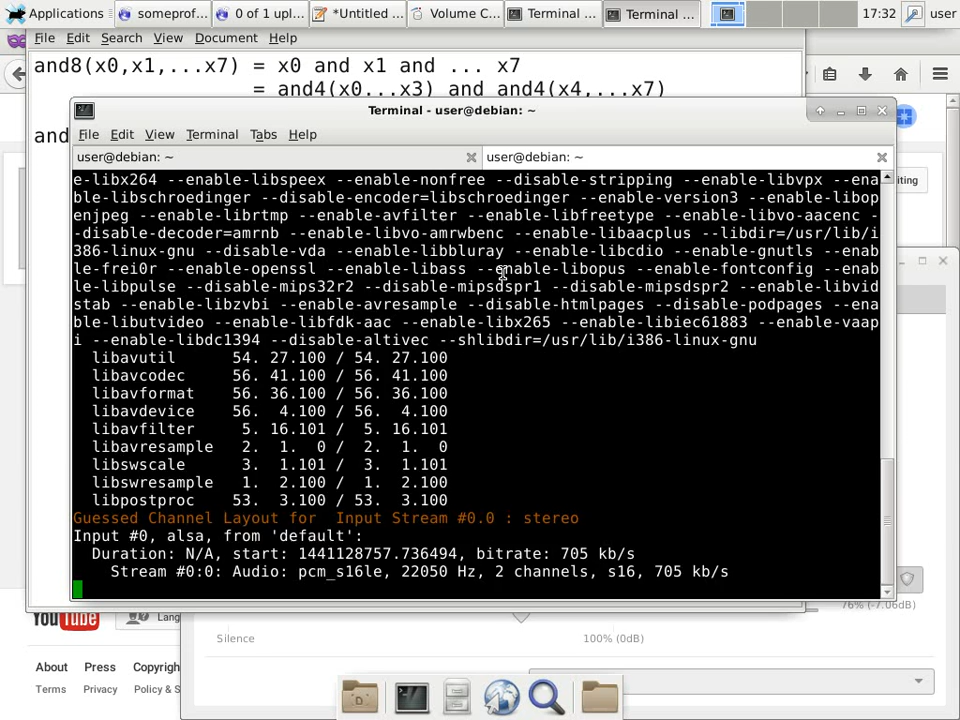 Applications
someprof...
0 of 1 upl...
*Untitled ...
Volume C...
Terminal ...
Terminal ...
17:32
user
File Edit Search View Document Help
and8(x0,x1,...x7) = x0 and x1 and ... x7
= and4(x0...x3) and and4(x4,...x7)
and
Terminal - user@debian: ~
File Edit View Terminal Tabs Help
user@debian: ~
user@debian: ~
e-libx264 --enable-libspeex --enable-nonfree --disable-stripping --enable-libvpx --ena
ble-libschroedinger --disable-encoder=libschroedinger --enable-version3 --enable-libop
enjpeg --enable-librtmp --enable-avfilter --enable-libfreetype --enable-libvo-aacenc -
-disable-decoder=amrnb --enable-libvo-amrwbenc --enable-libaacplus --libdir=/usr/lib/i
386-linux-gnu --disable-vda --enable-libbluray --enable-libcdio --enable-gnutls --enab
le-frei0r --enable-openssl --enable-libass --enable-libopus --enable-fontconfig --enab
le-libpulse --disable-mips32r2 --disable-mipsdspr1 --disable-mipsdspr2 --enable-libvid
stab --enable-libzvbi --enable-avresample --disable-htmlpages --disable-podpages --ena
ble-libutvideo --enable-libfdk-aac --enable-libx265 --enable-libiec61883 --enable-vaap
i --enable-libdc1394 --disable-altivec --shlibdir=/usr/lib/i386-linux-gnu
libavutil 54. 27.100 / 54. 27.100
libavcodec 56. 41.100 / 56. 41.100
libavformat 56. 36.100 / 56. 36.100
libavdevice 56. 4.100 / 56. 4.100
libavfilter 5. 16.101 / 5. 16.101
libavresample 2. 1. 0 / 2. 1. 0
libswscale 3. 1.101 / 3. 1.101
libswresample 1. 2.100 / 1. 2.100
libpostproc 53. 3.100 / 53. 3.100
Guessed Channel Layout for Input Stream #0.0 : stereo
Input #0, alsa, from 'default':
Duration: N/A, start: 1441128757.736494, bitrate: 705 kb/s
Stream #0:0: Audio: pcm_s16le, 22050 Hz, 2 channels, s16, 705 kb/s
iting
76% (-7.06dB)
YouTube
Lang
Silence
100% (0dB)
About Press Copyrigh
Terms Privacy Policy & S
D